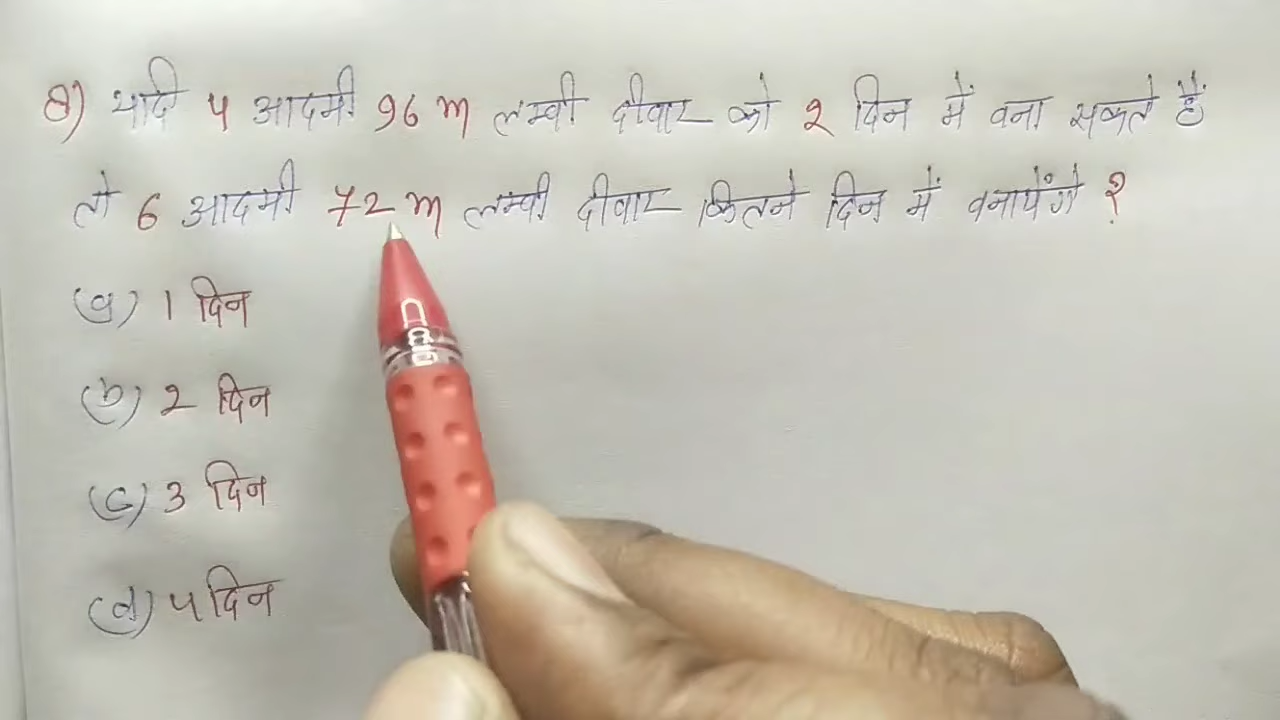 8) यदि 4 आदमी 96 m लम्बी दीवार को 2 दिन में बना सकते हैं
तो 6 आदमी 72 m लम्बी दीवार कितने दिन में बनायेंगे ?
(a) 1 दिन
(b) 2 दिन
(c) 3 दिन
(d) 4 दिन